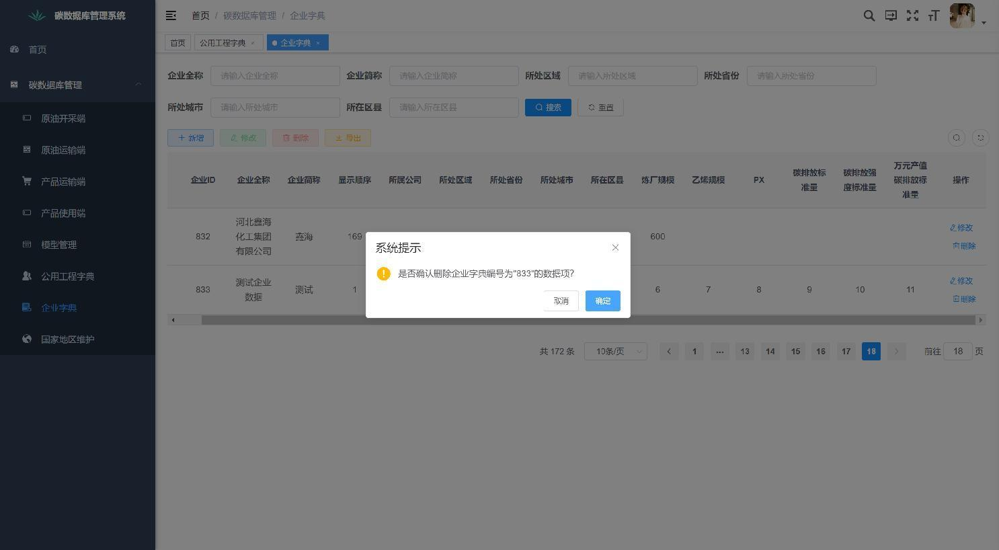 碳数据库管理系统
首页
碳数据库管理
原油开采端
原油运输端
产品运输端
产品使用端
模型管理
公用工程字典
企业字典
国家地区维护
首页 / 碳数据库管理 / 企业字典
首页 公用工程字典 × 企业字典 ×
企业全称 请输入企业全称 企业简称 请输入企业简称 所处区域 请输入所处区域 所处省份 请输入所处省份
所处城市 请输入所处城市 所在区县 请输入所在区县 搜索 重置
新增 修改 删除 导出
企业ID 企业全称 企业简称 显示顺序 所属公司 所处区域 所处省份 所处城市 所在区县 炼厂规模 乙烯规模 PX 碳排放标准量 碳排放强度标准量 万元产值碳排放标准量 操作
832 河北鑫海化工集团有限公司 鑫海 169 600 修改 删除
833 测试企业数据 测试 1 6 7 8 9 10 11 修改 删除
系统提示
是否确认删除企业字典编号为"833"的数据项?
取消 确定
共 172 条 10条/页 1 ... 13 14 15 16 17 18 前往 18 页